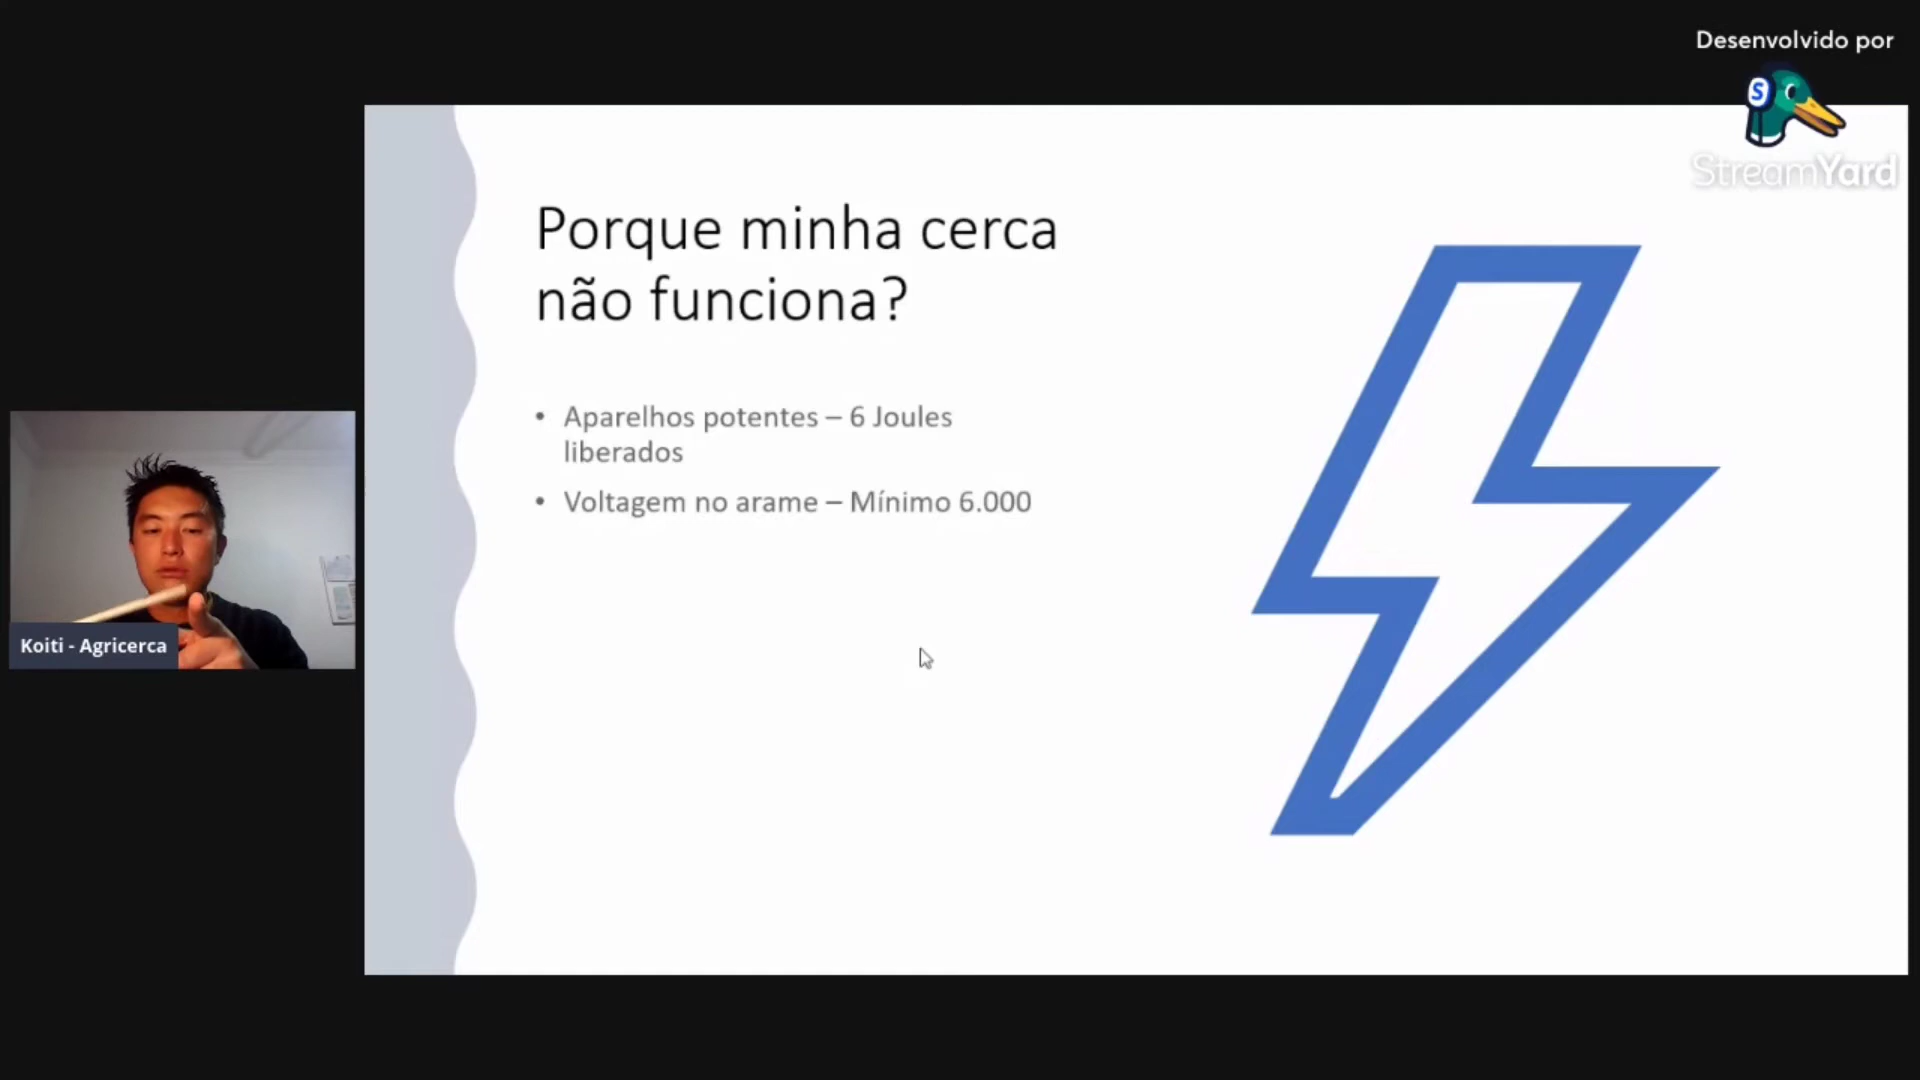 Desenvolvido por
S
StreamYard
Porque minha cerca
não funciona?
• Aparelhos potentes – 6 Joules
liberados
• Voltagem no arame – Mínimo 6.000
Koiti - Agricerca